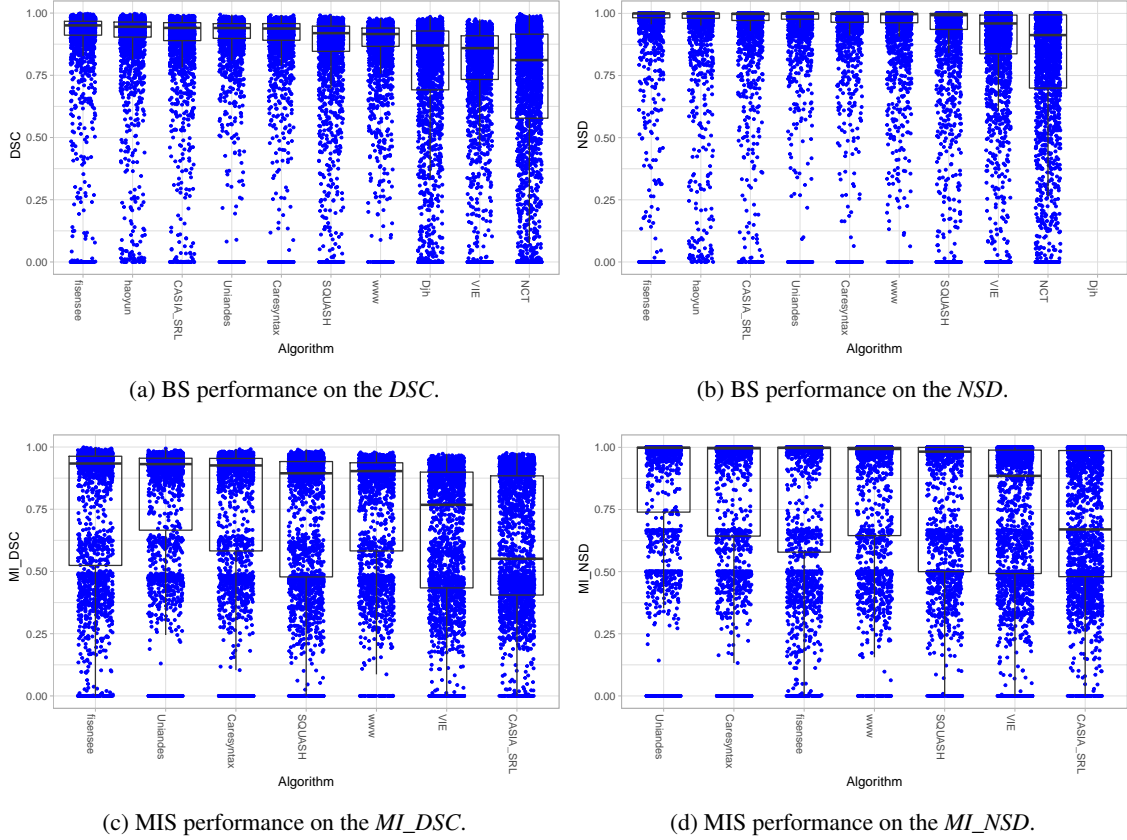 1.00
0.75
0.50
0.25
0.00
DSC
fisensee
haoyun
CASIA_SRL
Uniandes
Caresyntax
SQUASH
www
Djh
VIE
NCT
Algorithm
(a) BS performance on the DSC.
1.00
0.75
0.50
0.25
0.00
NSD
fisensee
haoyun
CASIA_SRL
Uniandes
Caresyntax
www
SQUASH
VIE
NCT
Djh
Algorithm
(b) BS performance on the NSD.
1.00
0.75
0.50
0.25
0.00
MI_DSC
fisensee
Uniandes
Caresyntax
SQUASH
www
VIE
CASIA_SRL
Algorithm
(c) MIS performance on the MI_DSC.
1.00
0.75
0.50
0.25
0.00
MI_NSD
Uniandes
Caresyntax
fisensee
www
SQUASH
VIE
CASIA_SRL
Algorithm
(d) MIS performance on the MI_NSD.